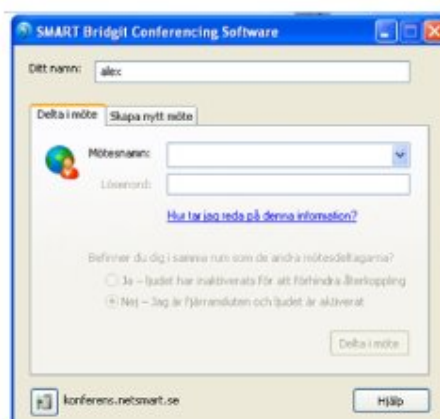 SMART Bridgit Conferencing Software
Ditt namn: alex
Delta i möte Skapa nytt möte
Mötesnamn:
Lösenord:
Hur tar jag reda på denna information?
Befinner du dig i samma rum som de andra mötesdeltagarna?
Ja – ljudet har inaktiverats för att förhindra återkoppling
Nej – Jag är fjärransluten och ljudet är aktiverat
Delta i möte
konferens.netsmart.se Hjälp